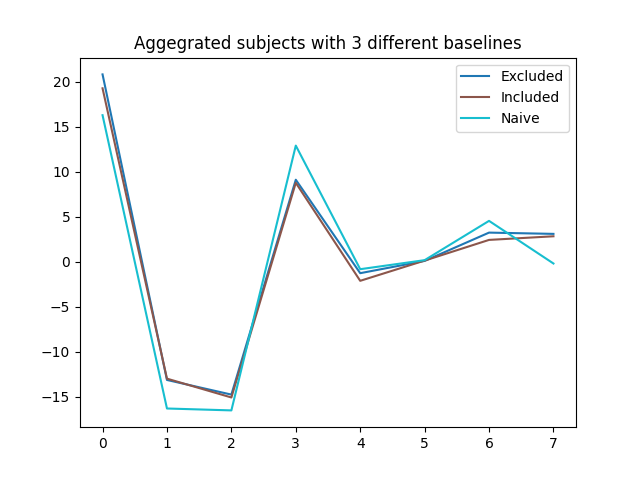 Aggegrated subjects with 3 different baselines
Excluded
Included
Naive
20
15
10
5
0
−5
−10
−15
0 1 2 3 4 5 6 7